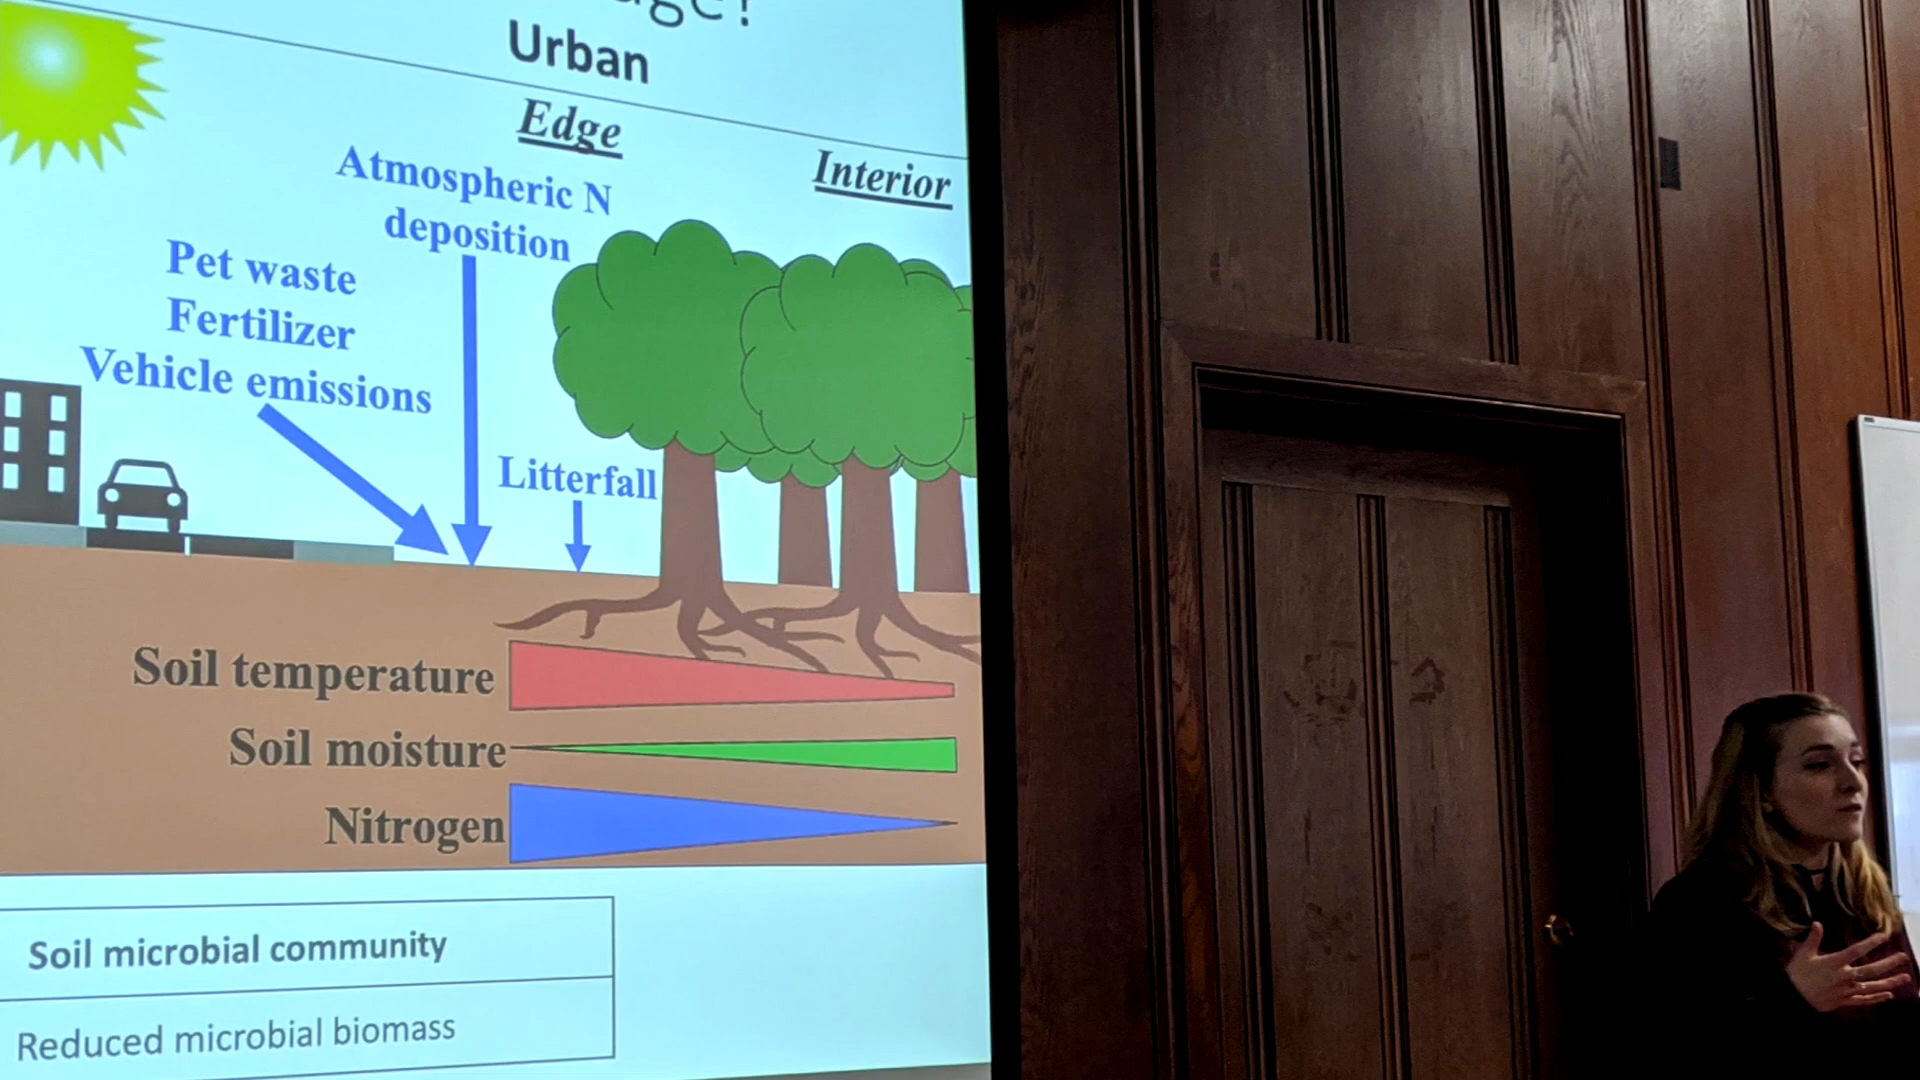 Urban
Edge
Interior
Atmospheric N
deposition
Pet waste
Fertilizer
Vehicle emissions
Litterfall
Soil temperature
Soil moisture
Nitrogen
Soil microbial community
Reduced microbial biomass